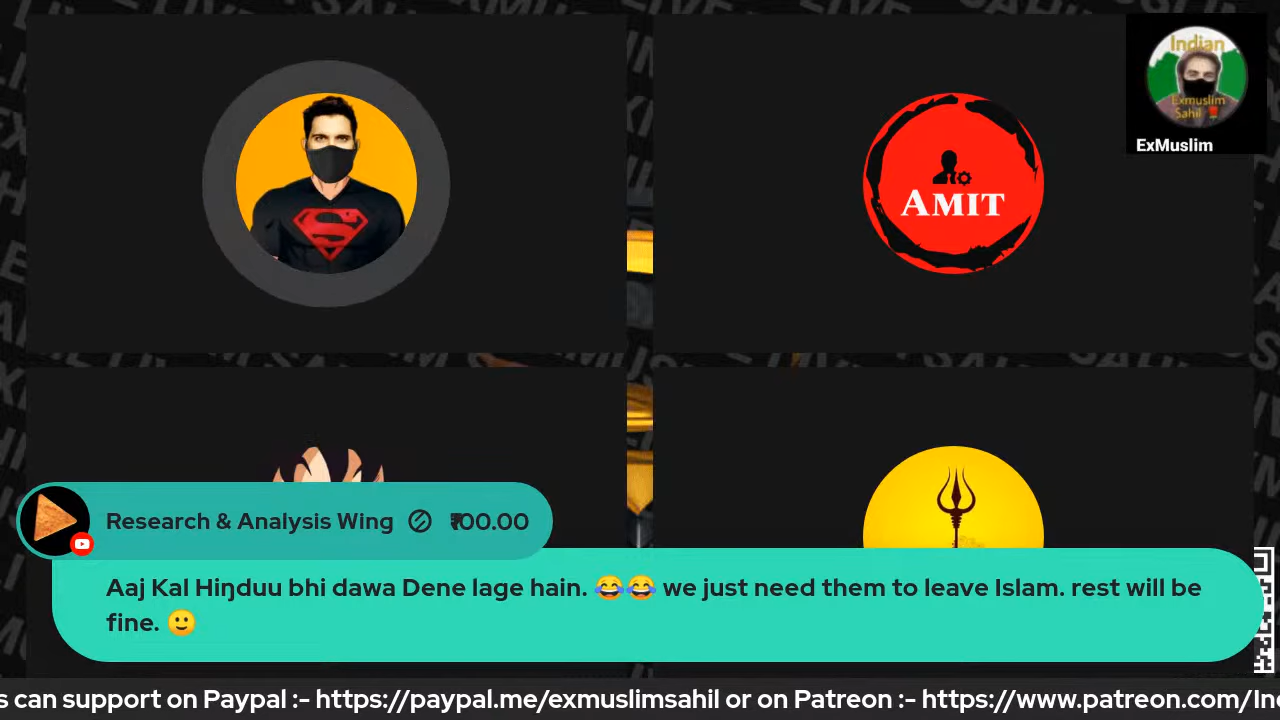 Indian
Exmuslim
Sahil
ExMuslim
AMIT
Research & Analysis Wing
₹100.00
Aaj Kal Hiŋduu bhi dawa Dene lage hain. 😂😂 we just need them to leave Islam. rest will be
fine. 🙂
s can support on Paypal :- https://paypal.me/exmuslimsahil or on Patreon :- https://www.patreon.com/In